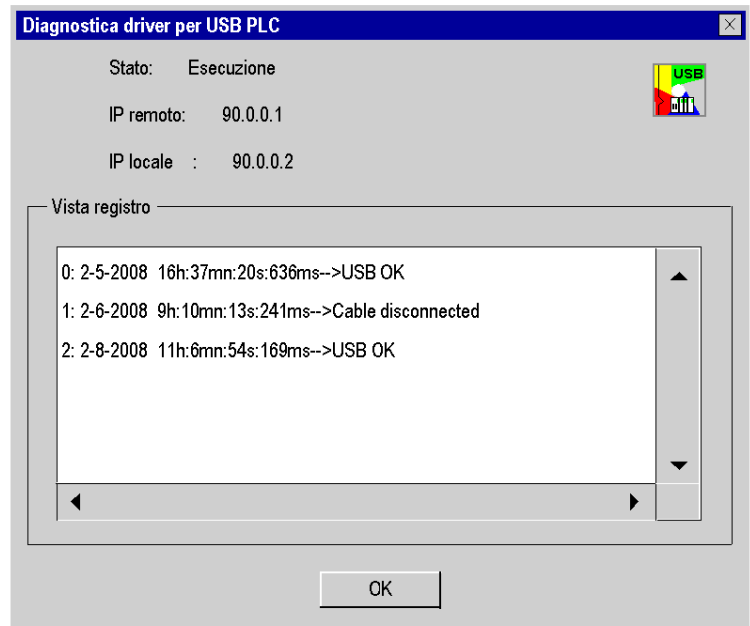 Diagnostica driver per USB PLC
Stato: Esecuzione
USB
IP remoto: 90.0.0.1
IP locale : 90.0.0.2
Vista registro
0: 2-5-2008 16h:37mn:20s:636ms-->USB OK
1: 2-6-2008 9h:10mn:13s:241ms-->Cable disconnected
2: 2-8-2008 11h:6mn:54s:169ms-->USB OK
OK